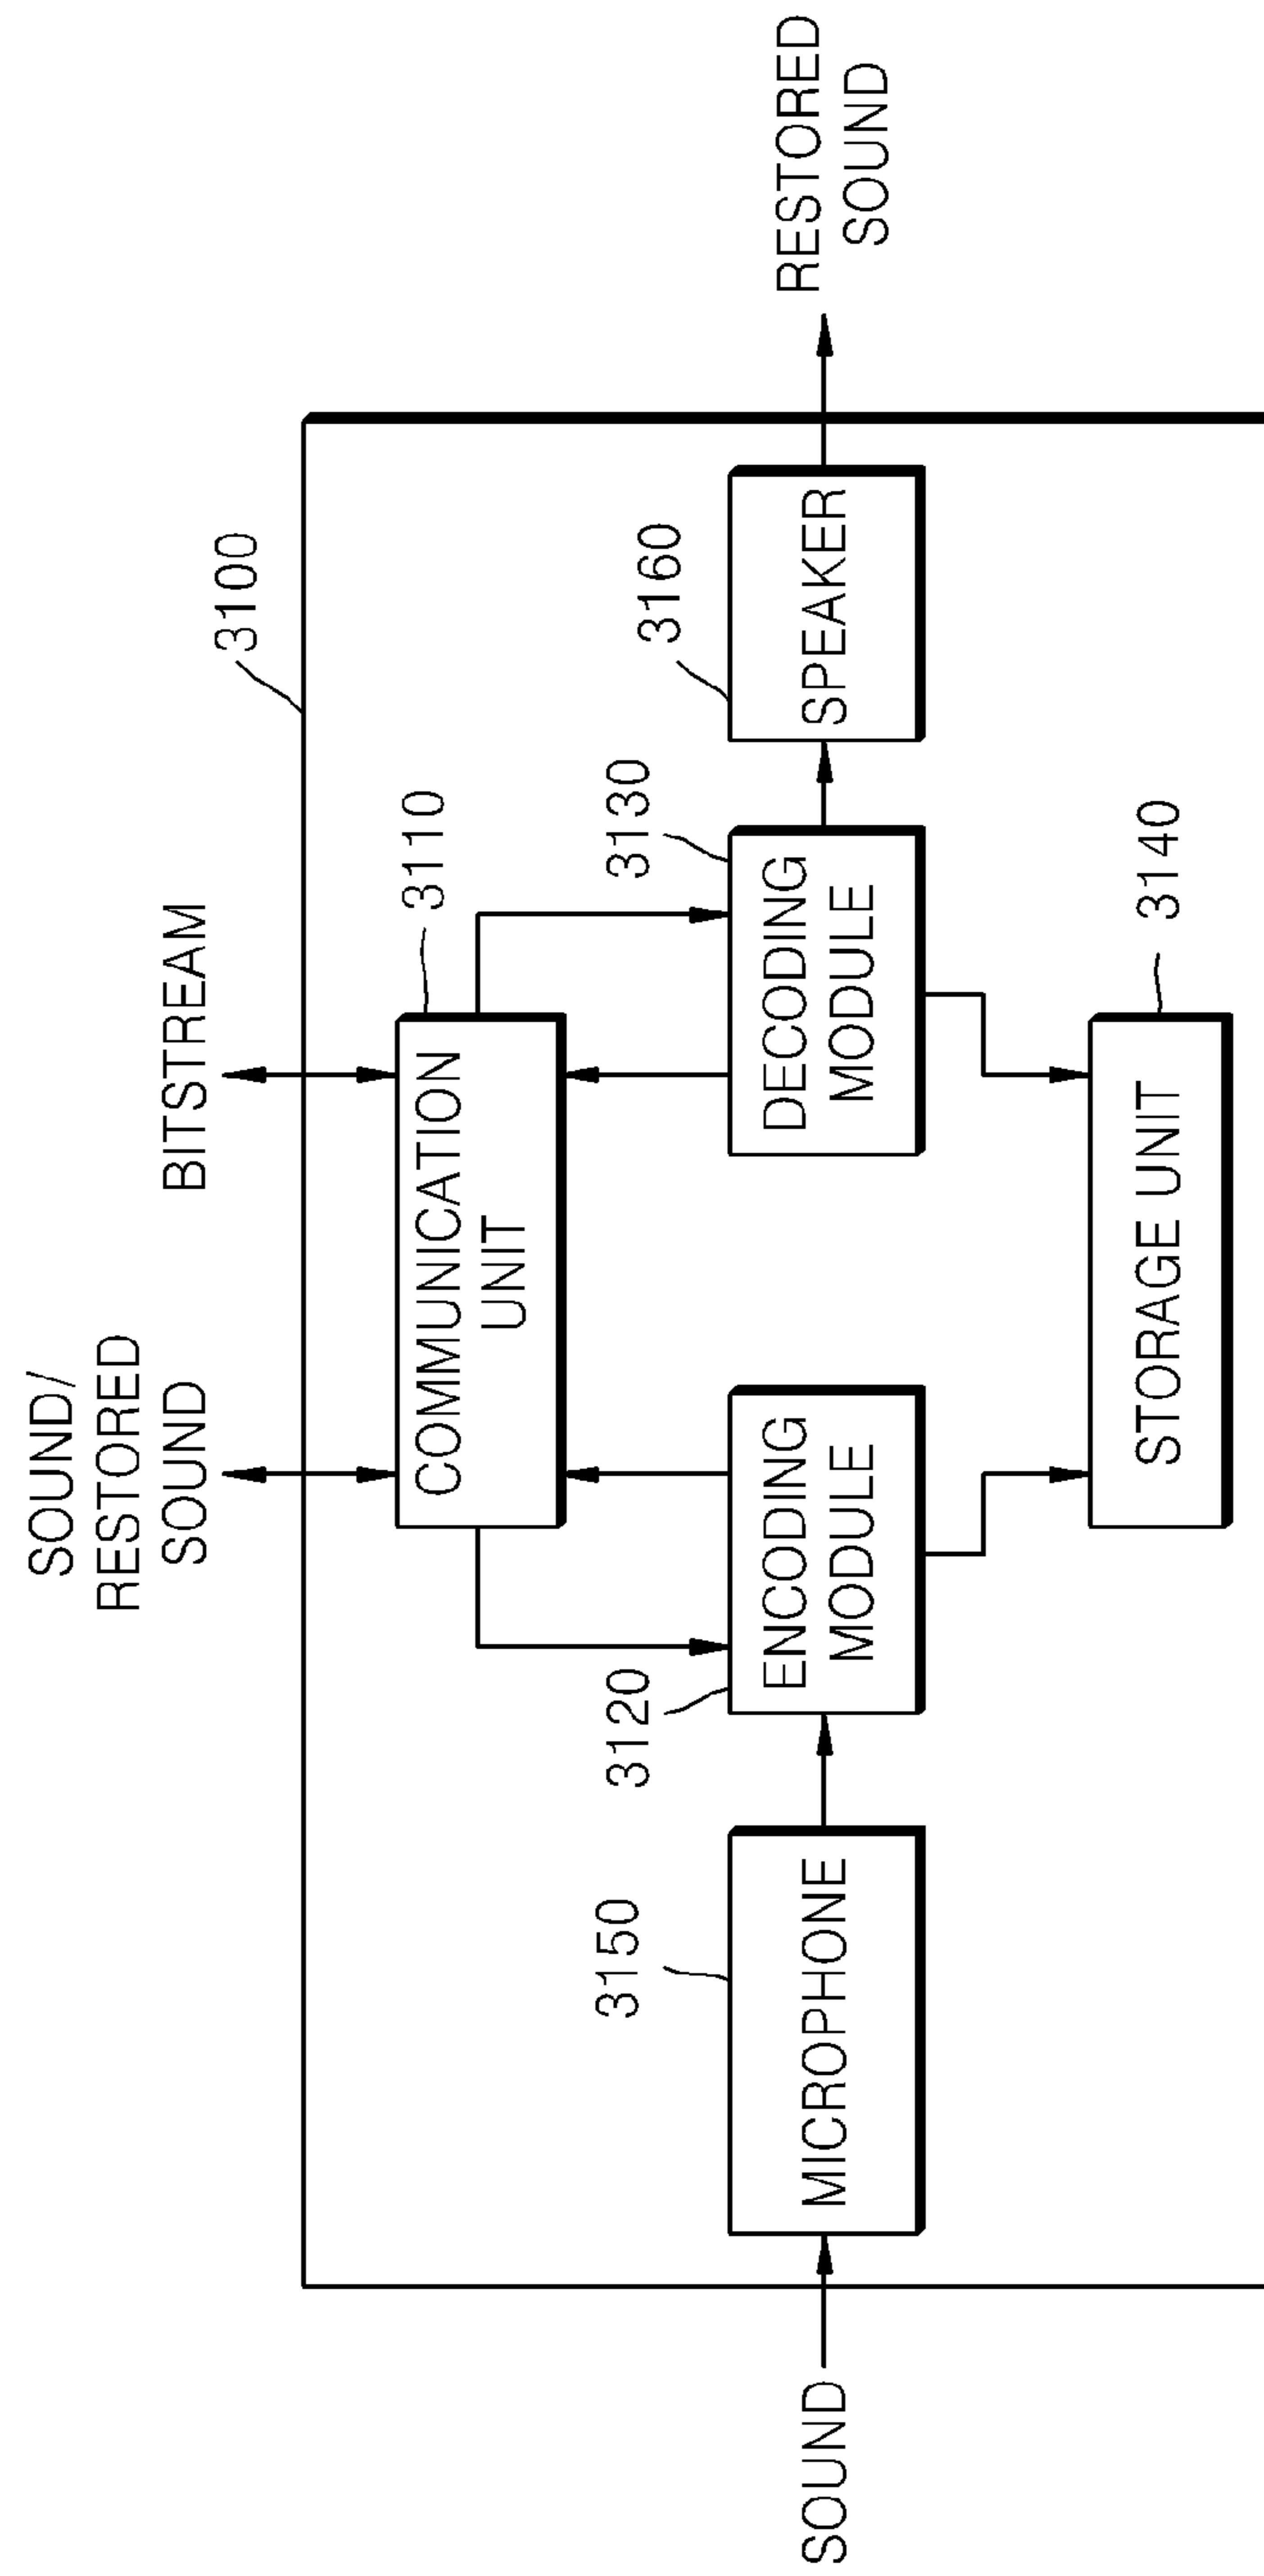 SOUND/
RESTORED
SOUND
BITSTREAM
3100
3110
COMMUNICATION
UNIT
3150
3120
3130
3160
SOUND
MICROPHONE
ENCODING
MODULE
DECODING
MODULE
SPEAKER
RESTORED
SOUND
3140
STORAGE UNIT